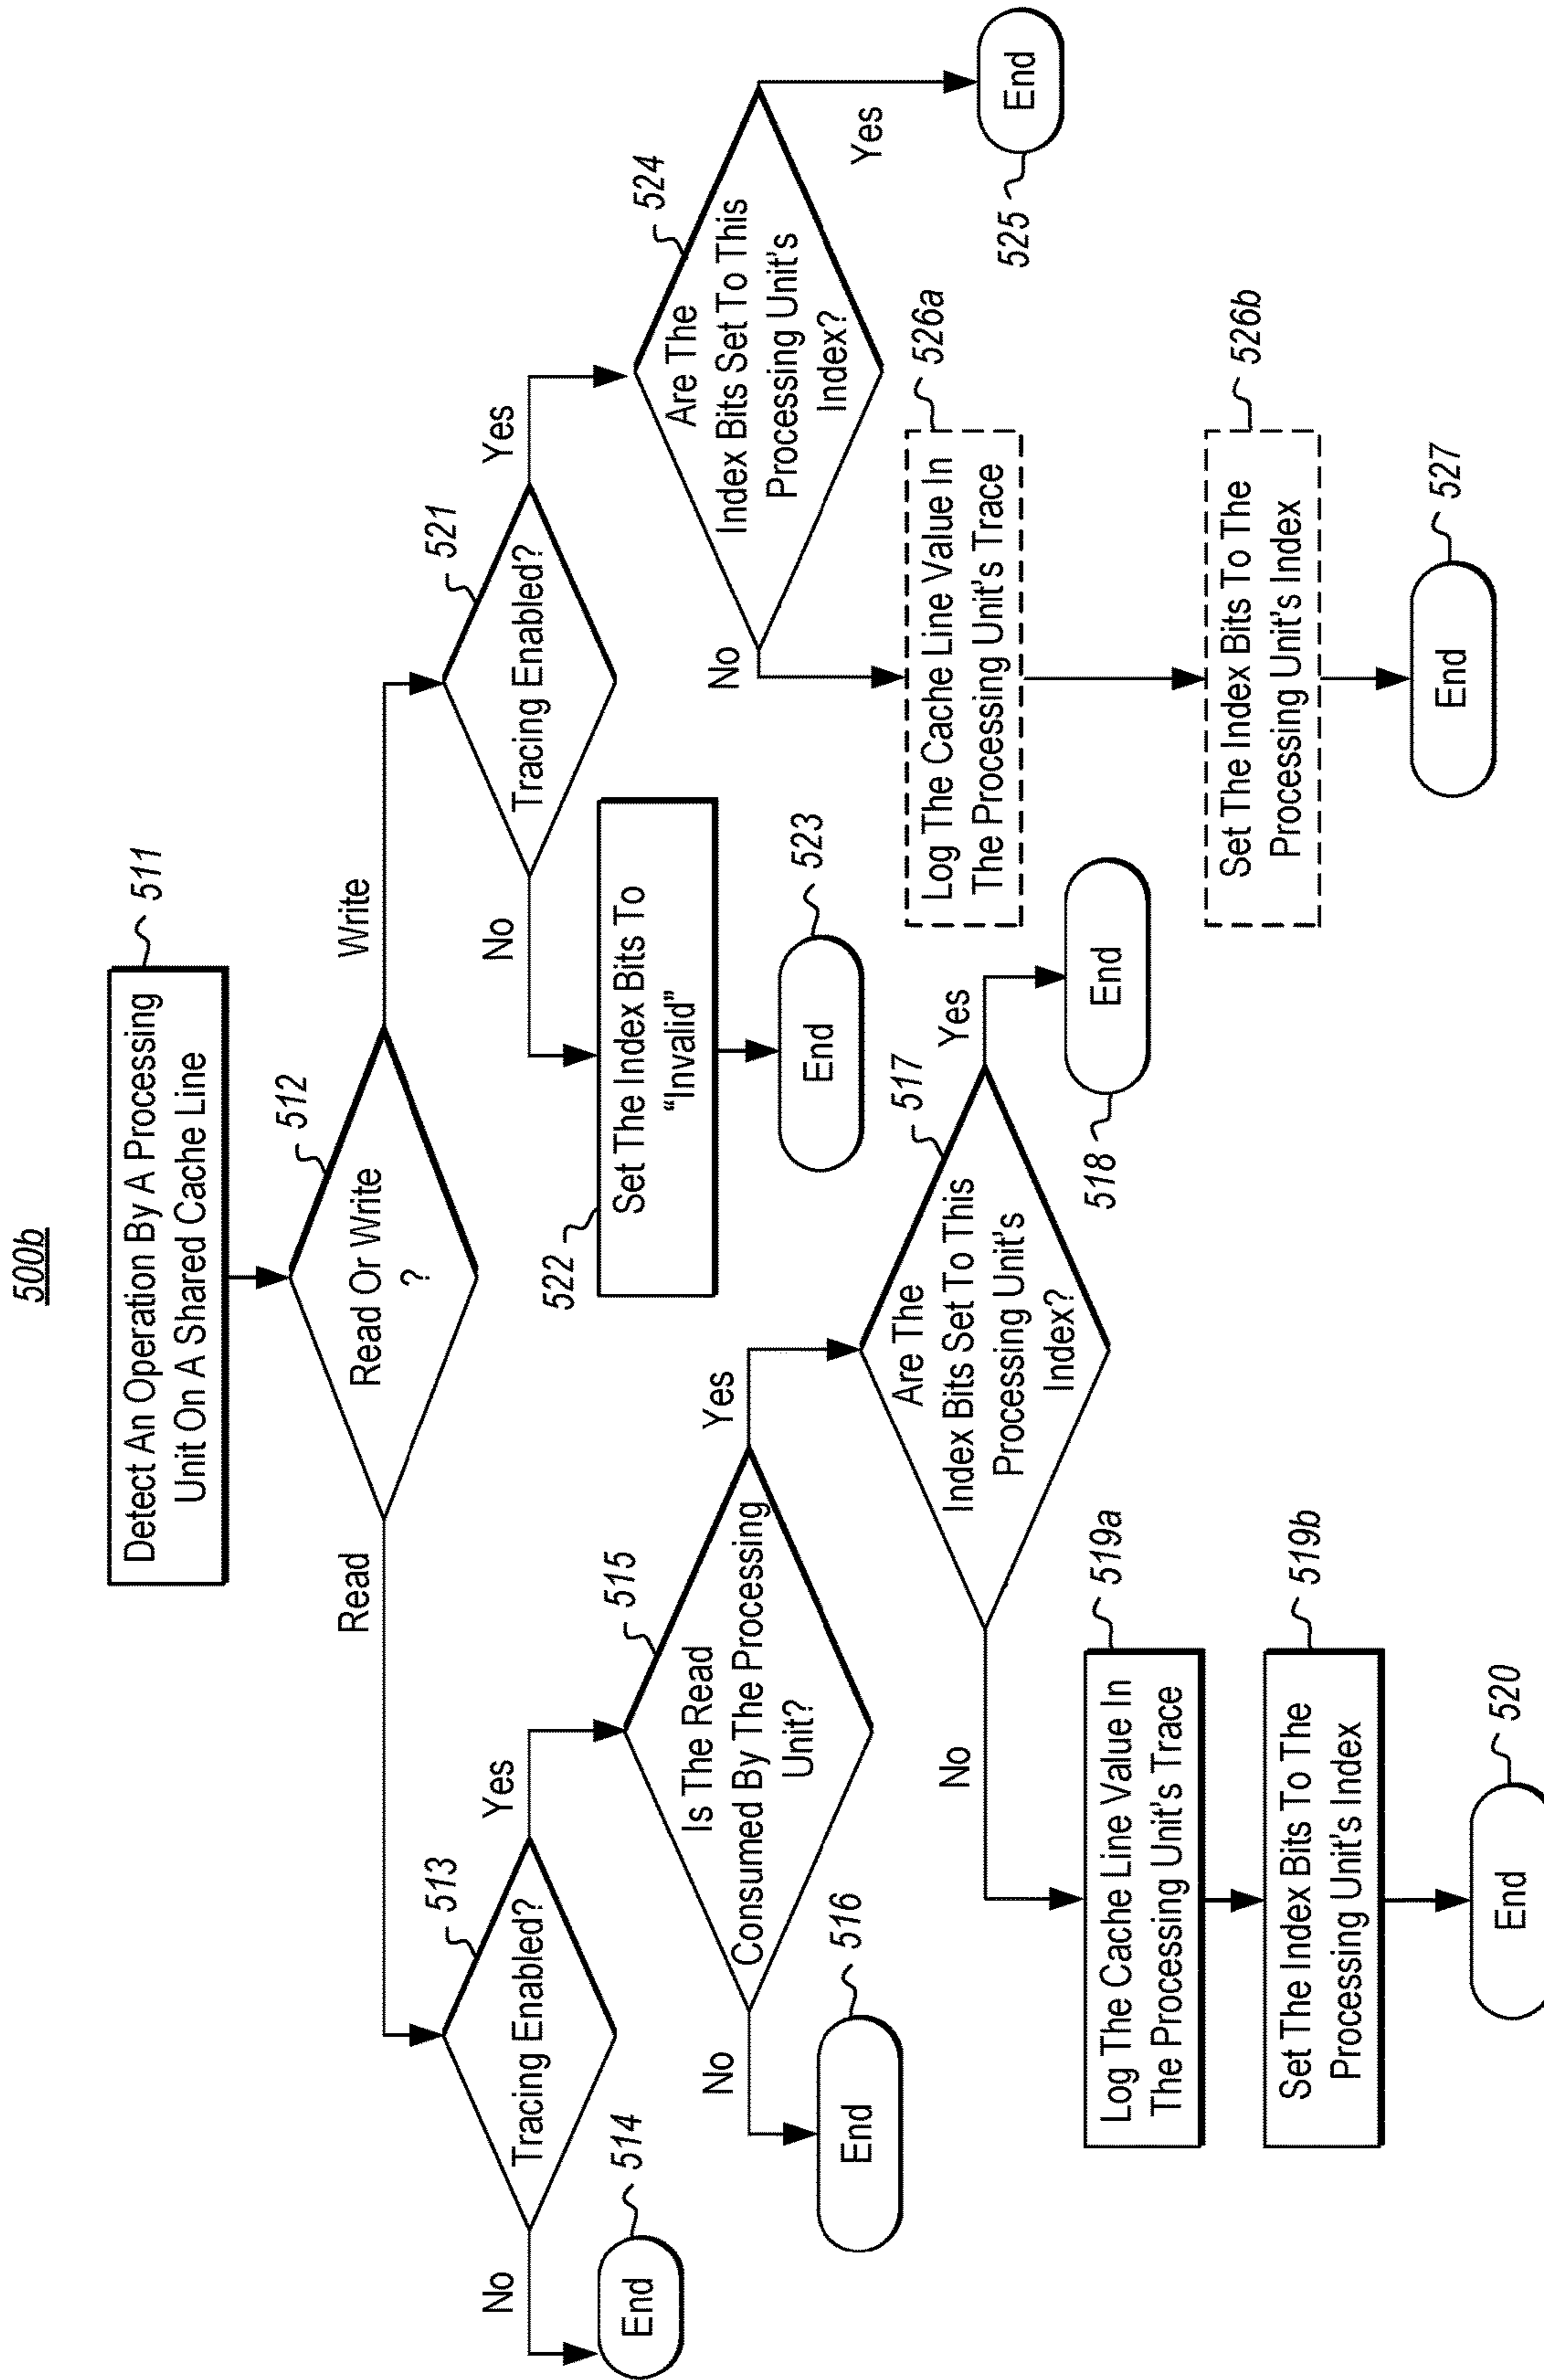 500b
Detect An Operation By A Processing
Unit On A Shared Cache Line
511
Read Or Write
?
512
Read
Write
Tracing Enabled?
513
No
Yes
End
514
Is The Read
Consumed By The Processing
Unit?
515
No
Yes
End
516
Are The
Index Bits Set To This
Processing Unit's
Index?
517
No
Yes
End
518
Log The Cache Line Value In
The Processing Unit's Trace
519a
Set The Index Bits To The
Processing Unit's Index
519b
End
520
Tracing Enabled?
521
No
Yes
Set The Index Bits To
“Invalid”
522
End
523
Are The
Index Bits Set To This
Processing Unit's
Index?
524
No
Yes
End
525
Log The Cache Line Value In
The Processing Unit's Trace
526a
Set The Index Bits To The
Processing Unit's Index
526b
End
527